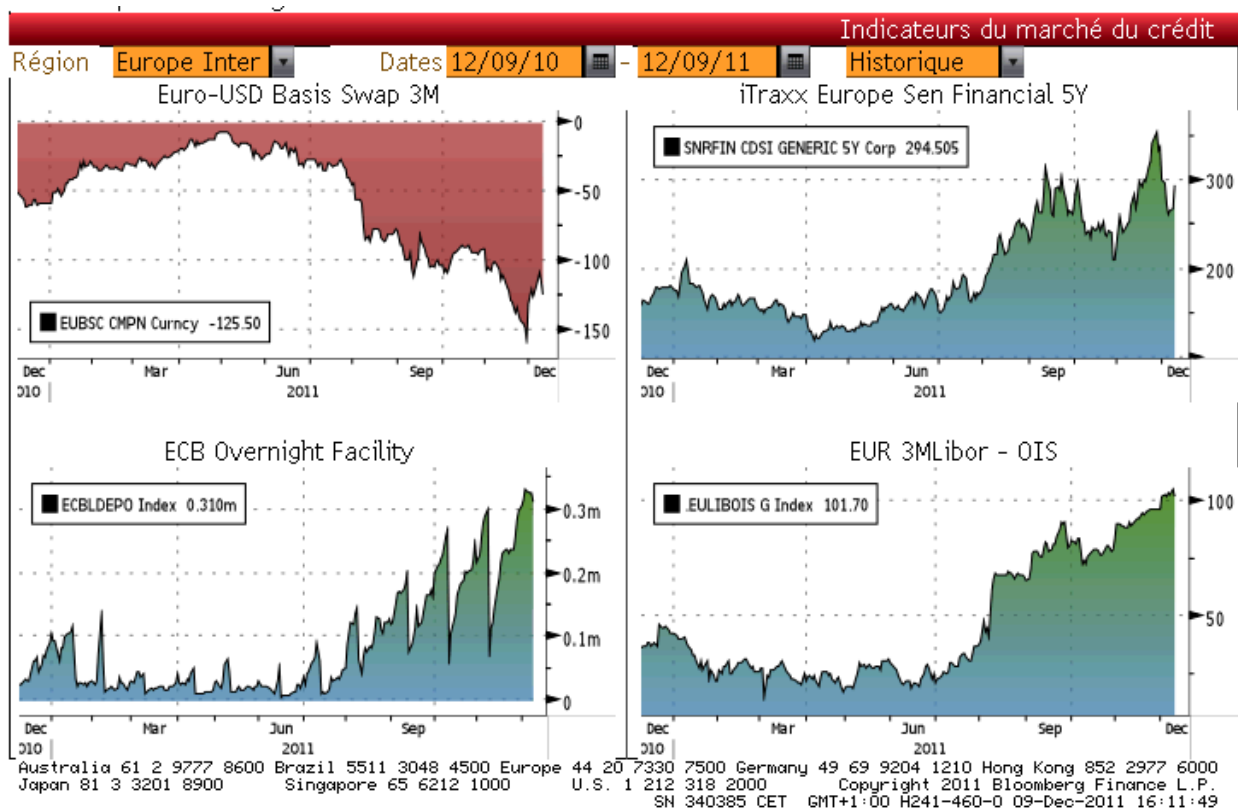 Indicateurs du marché du crédit
Région Europe Inter Dates 12/09/10 - 12/09/11 Historique
Euro-USD Basis Swap 3M
0
-50
-100
-150
EUBSC CMPN Curncy -125.50
Dec Mar Jun Sep Dec
010 2011
iTraxx Europe Sen Financial 5Y
SNRFIN CDSI GENERIC 5Y Corp 294.505
300
200
Dec Mar Jun Sep Dec
010 2011
ECB Overnight Facility
ECBLDEPO Index 0.310m
0.3m
0.2m
0.1m
0
Dec Mar Jun Sep
010 2011
EUR 3MLibor - OIS
.EULIBOIS G Index 101.70
100
50
Dec Mar Jun Sep Dec
010 2011
Australia 61 2 9777 8600 Brazil 5511 3048 4500 Europe 44 20 7330 7500 Germany 49 69 9204 1210 Hong Kong 852 2977 6000
Japan 81 3 3201 8900 Singapore 65 6212 1000 U.S. 1 212 318 2000 Copyright 2011 Bloomberg Finance L.P.
SN 340385 CET GMT+1:00 H241-460-0 09-Dec-2011 16:11:49